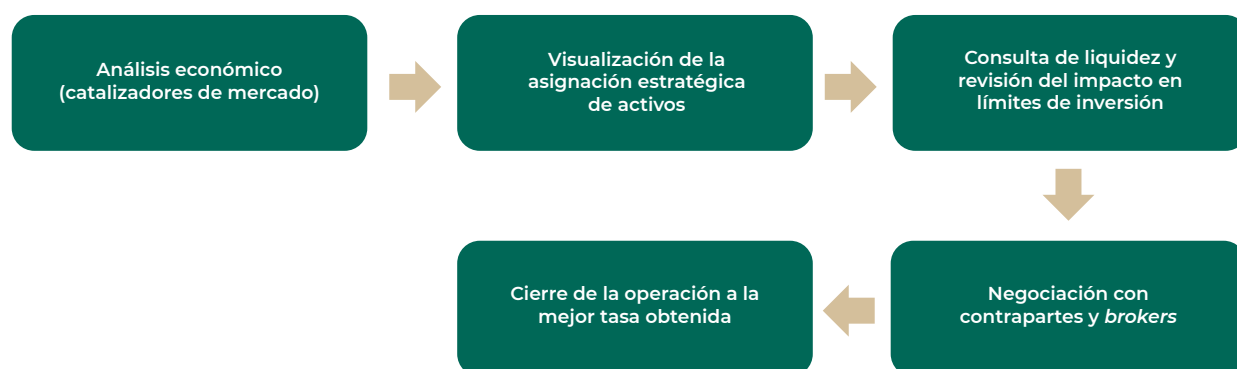 Análisis económico
(catalizadores de mercado)
Visualización de la
asignación estratégica
de activos
Consulta de liquidez y
revisión del impacto en
límites de inversión
Negociación con
contrapartes y brokers
Cierre de la operación a la
mejor tasa obtenida